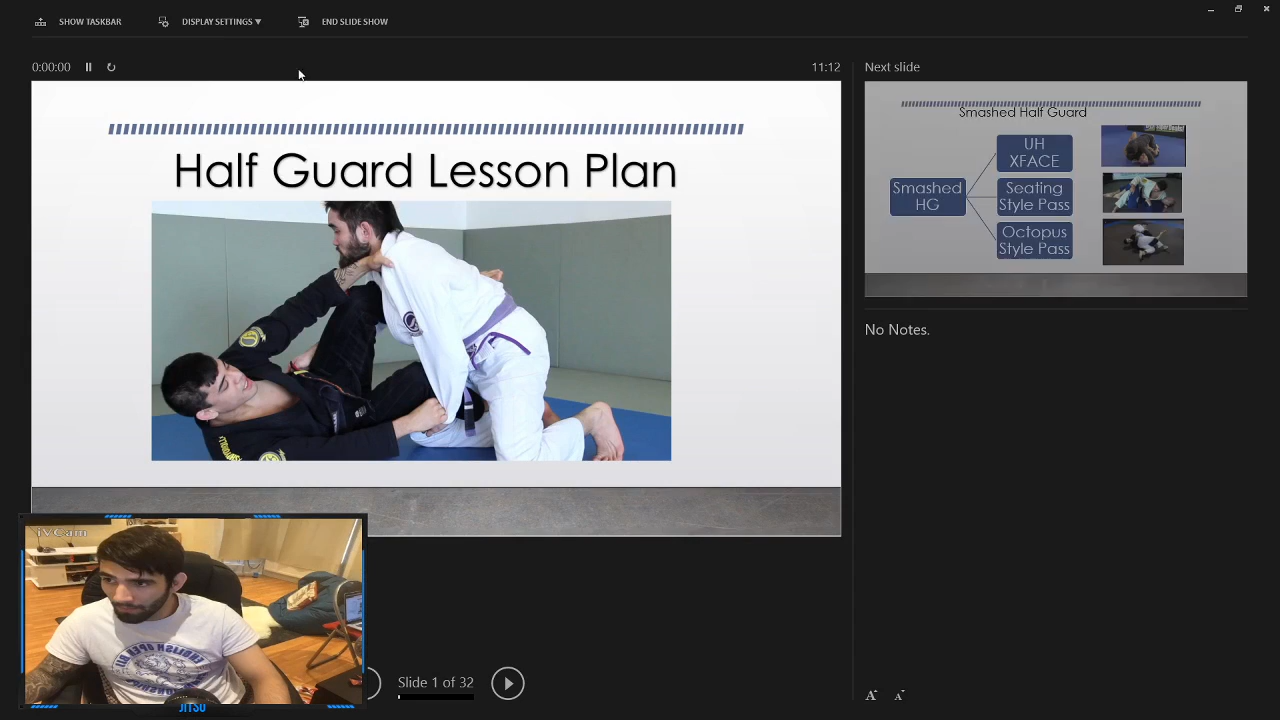 SHOW TASKBAR
DISPLAY SETTINGS ▼
END SLIDE SHOW
0:00:00
11:12
Next slide
Half Guard Lesson Plan
Smashed Half Guard
Smashed
HG
UH
XFACE
Seating
Style Pass
Octopus
Style Pass
No Notes.
iVCam
ENGLISH OPEN
JITSU
Slide 1 of 32